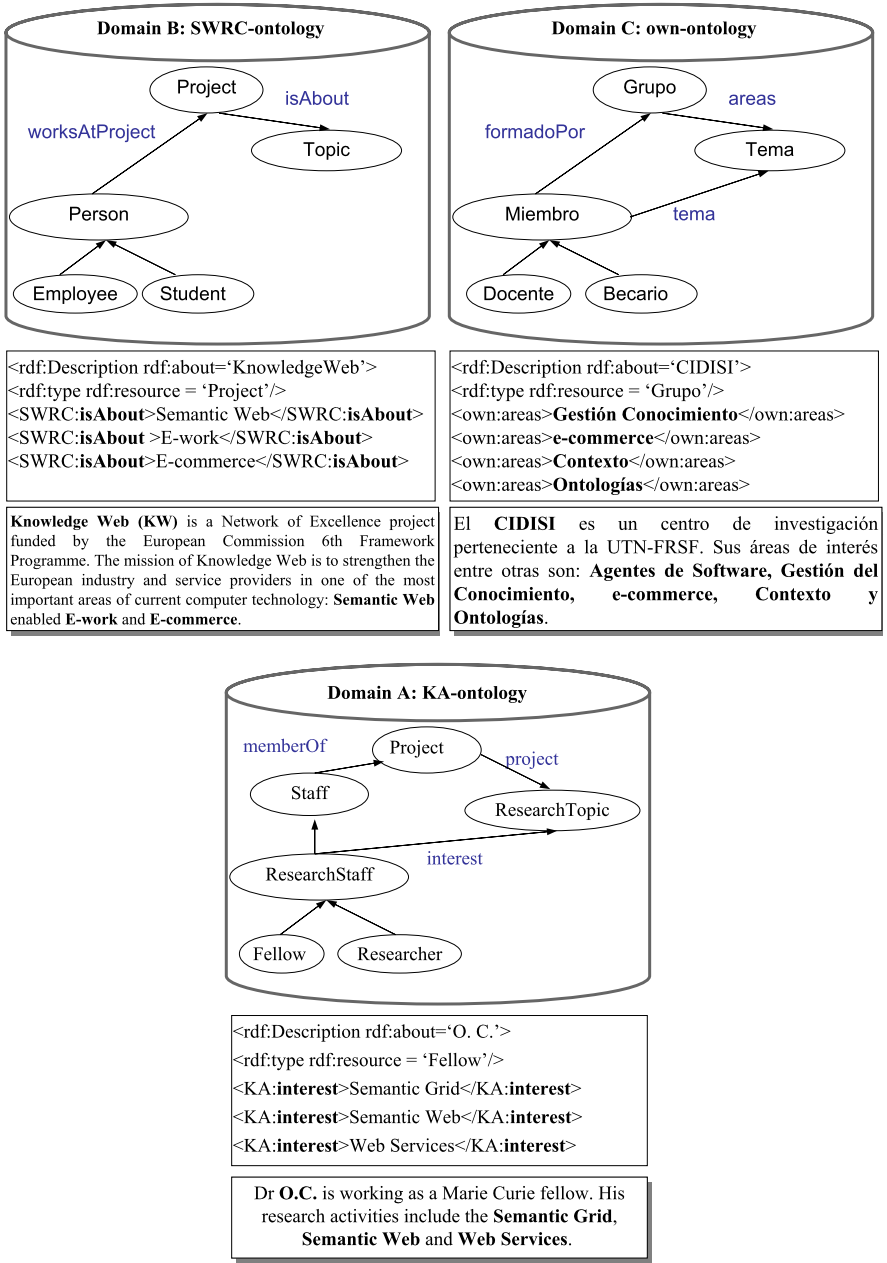 Domain B: SWRC-ontology
Project
isAbout
worksAtProject
Topic
Person
Employee
Student
<rdf:Description rdf:about=‘KnowledgeWeb’>
<rdf:type rdf:resource = ‘Project’/>
<SWRC:isAbout>Semantic Web</SWRC:isAbout>
<SWRC:isAbout >E-work</SWRC:isAbout>
<SWRC:isAbout>E-commerce</SWRC:isAbout>
Knowledge Web (KW) is a Network of Excellence project
funded by the European Commission 6th Framework
Programme. The mission of Knowledge Web is to strengthen the
European industry and service providers in one of the most
important areas of current computer technology: Semantic Web
enabled E-work and E-commerce.
Domain C: own-ontology
Grupo
areas
formadoPor
Tema
Miembro
tema
Docente
Becario
<rdf:Description rdf:about=‘CIDISI’>
<rdf:type rdf:resource = ‘Grupo’/>
<own:areas>Gestión Conocimiento</own:areas>
<own:areas>e-commerce</own:areas>
<own:areas>Contexto</own:areas>
<own:areas>Ontologías</own:areas>
El CIDISI es un centro de investigación
perteneciente a la UTN-FRSF. Sus áreas de interés
entre otras son: Agentes de Software, Gestión del
Conocimiento, e-commerce, Contexto y
Ontologías.
Domain A: KA-ontology
memberOf
Project
project
Staff
ResearchTopic
interest
ResearchStaff
Fellow
Researcher
<rdf:Description rdf:about=‘O. C.’>
<rdf:type rdf:resource = ‘Fellow’/>
<KA:interest>Semantic Grid</KA:interest>
<KA:interest>Semantic Web</KA:interest>
<KA:interest>Web Services</KA:interest>
Dr O.C. is working as a Marie Curie fellow. His
research activities include the Semantic Grid,
Semantic Web and Web Services.